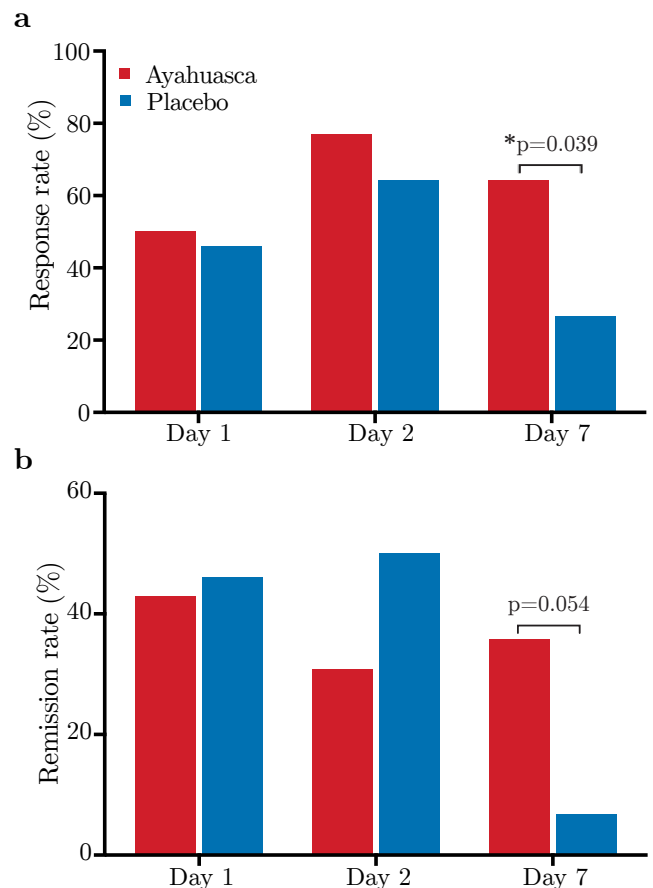 a
100
80
60
40
20
0
Response rate (%)
Ayahuasca
Placebo
*p=0.039
Day 1
Day 2
Day 7
b
60
40
20
0
Remission rate (%)
p=0.054
Day 1
Day 2
Day 7